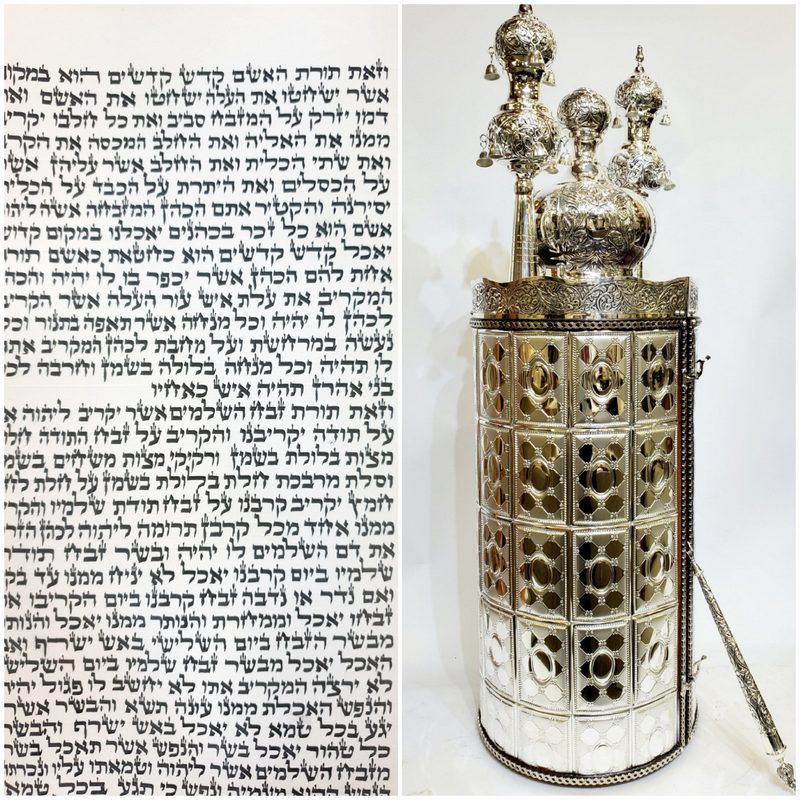 וזאת תורת האשם קדש קדשים הוא במקום
אשר ישחטו את העלה ישחטו את האשם ואת
דמו יזרק על המזבח סביב ואת כל חלבו יקריב
ממנו את האליה ואת החלב המכסה את הקרב
ואת שתי הכלית ואת החלב אשר עליהן אשר
על הכסלים ואת היתרת על הכבד על הכלית
יסירנה והקטיר אתם הכהן המזבחה אשה ליהוה
אשם הוא כל זכר בכהנים יאכלנו במקום קדוש
יאכל קדש קדשים הוא כחטאת כאשם תורה
אחת להם הכהן אשר יכפר בו לו יהיה והכהן
המקריב את עלת איש עור העלה אשר הקריב
לכהן לו יהיה וכל מנחה אשר תאפה בתנור וכל
נעשה במרחשת ועל מחבת לכהן המקריב אתה
לו תהיה וכל מנחה בלולה בשמן וחרבה לכל
בני אהרן תהיה איש כאחיו
וזאת תורת זבח השלמים אשר יקריב ליהוה א
על תודה יקריבנו והקריב על זבח התודה חלות
מצות בלולת בשמן ורקיקי מצות משחים בשמן
וסלת מרבכת חלת בלולת בשמן על חלת לחם
חמץ יקריב קרבנו על זבח תודת שלמיו והקריב
ממנו אחד מכל קרבן תרומה ליהוה לכהן הזרק
את דם השלמים לו יהיה ובשר זבח תודת
שלמיו ביום קרבנו יאכל לא יניח ממנו עד בקר
ואם נדר או נדבה זבח קרבנו ביום הקריבו א
זבחו יאכל וממחרת והנותר ממנו יאכל והנותר
מבשר הזבח ביום השלישי באש ישרף ואם
האכל יאכל מבשר זבח שלמיו ביום השלישי
לא ירצה המקריב אתו לא יחשב לו פגול יהיה
והנפש האכלת ממנו עונה תשא והבשר אשר
יגע בכל טמא לא יאכל באש ישרף והבשר
כל טהור יאכל בשר והנפש אשר תאכל בשר
מזבח השלמים אשר ליהוה וטמאתו עליו ונכרתה
הנפש ההוא מעמיה ונפש כי תגע בכל טמא